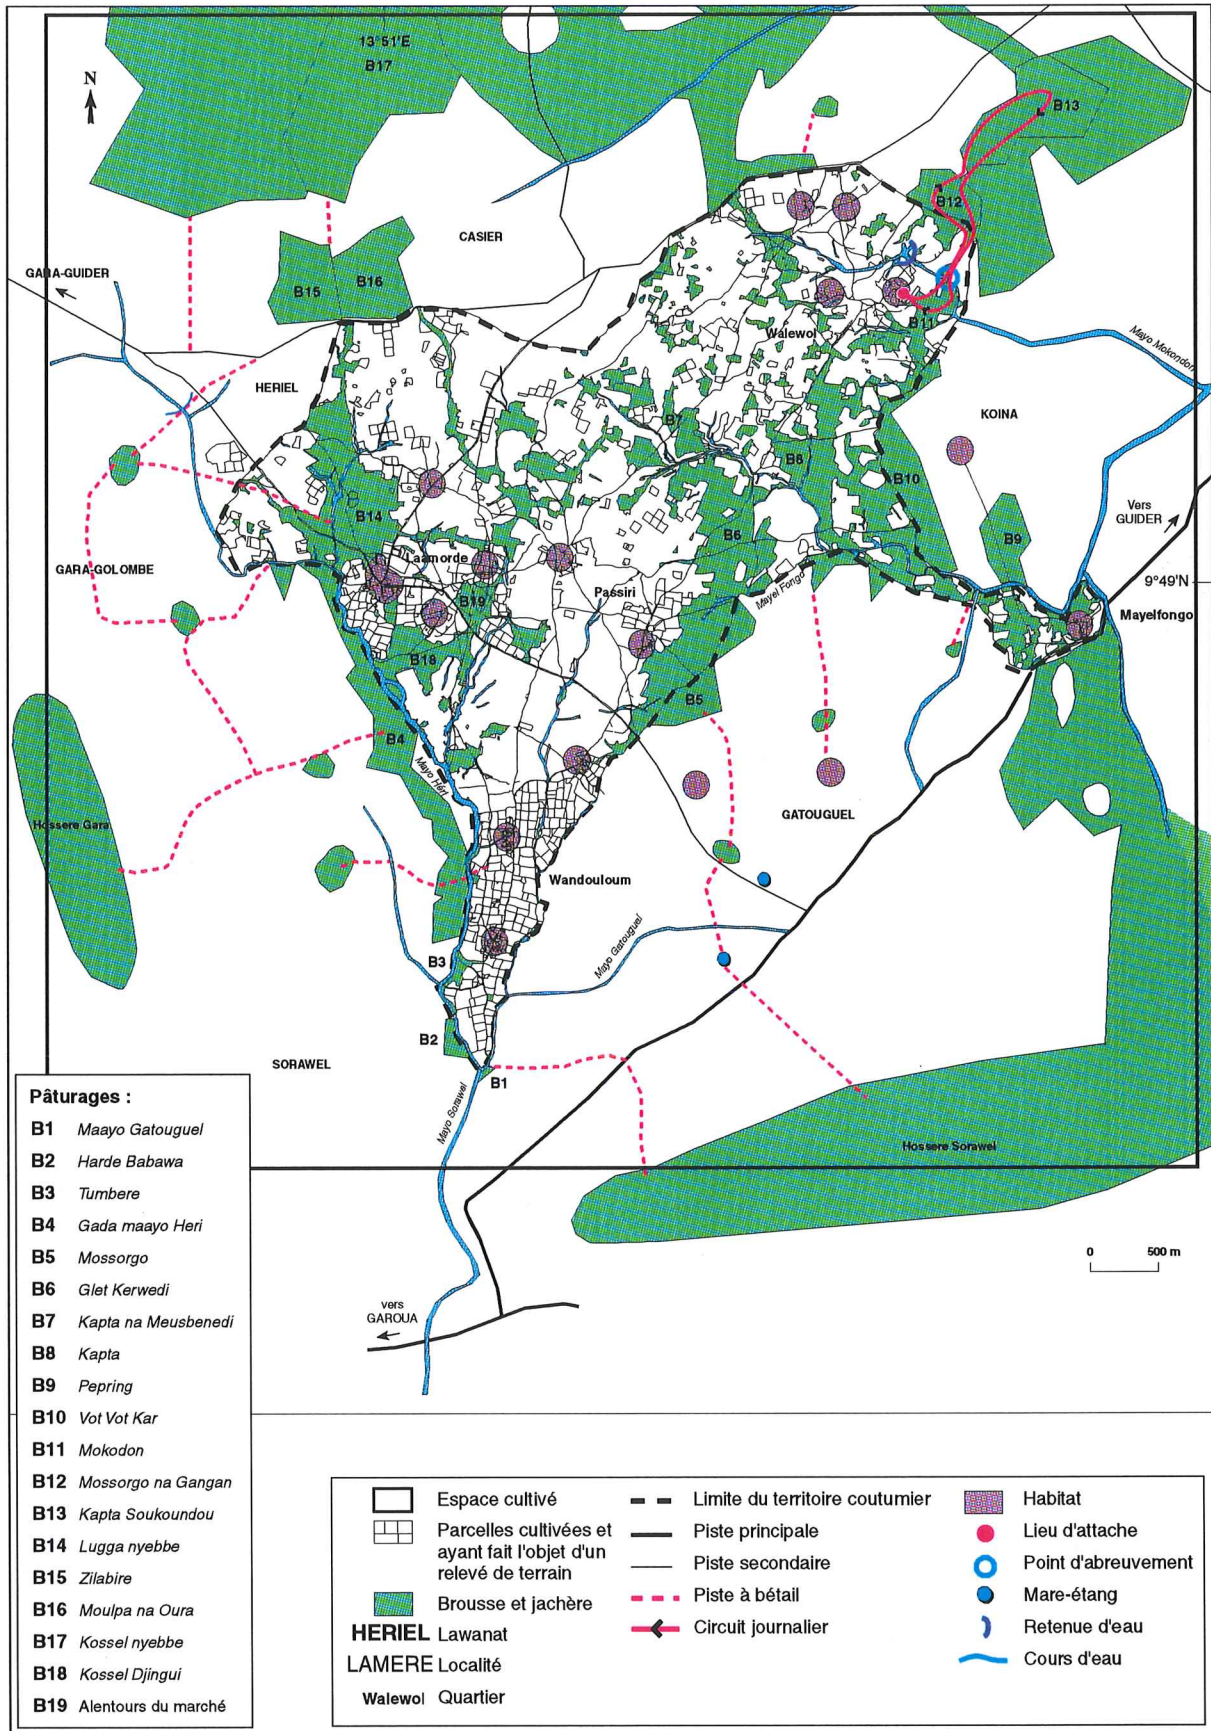 13°51'E
B17
N
B13
B12
CASIER
GARA-GUIDER
B15
B16
B11
Walewol
Mayo Mokondon
HERIEL
KOINA
B7
B8
B10
Vers
GUIDER
B14
B9
B6
Laamorde
GARA-GOLOMBE
9°49'N
Passiri
Mayel Fongo
B19
Mayelfongo
B18
B5
B4
Mayo Héri
GATOUGUEL
Hossere Gara
Wandouloum
Mayo Gatouguel
B3
B2
SORAWEL
B1
Mayo Sorawel
Hossere Sorawel
0 500 m
vers
GAROUA
Pâturages :
B1 Maayo Gatouguel
B2 Harde Babawa
B3 Tumbere
B4 Gada maayo Heri
B5 Mossorgo
B6 Glet Kerwedi
B7 Kapta na Meusbenedi
B8 Kapta
B9 Pepring
B10 Vot Vot Kar
B11 Mokodon
B12 Mossorgo na Gangan
B13 Kapta Soukoundou
B14 Lugga nyebbe
B15 Zilabire
B16 Moulpa na Oura
B17 Kossel nyebbe
B18 Kossel Djingui
B19 Alentours du marché
Espace cultivé
Parcelles cultivées et
ayant fait l'objet d'un
relevé de terrain
Brousse et jachère
HERIEL Lawanat
LAMERE Localité
Walewol Quartier
Limite du territoire coutumier
Piste principale
Piste secondaire
Piste à bétail
Circuit journalier
Habitat
Lieu d'attache
Point d'abreuvement
Mare-étang
Retenue d'eau
Cours d'eau